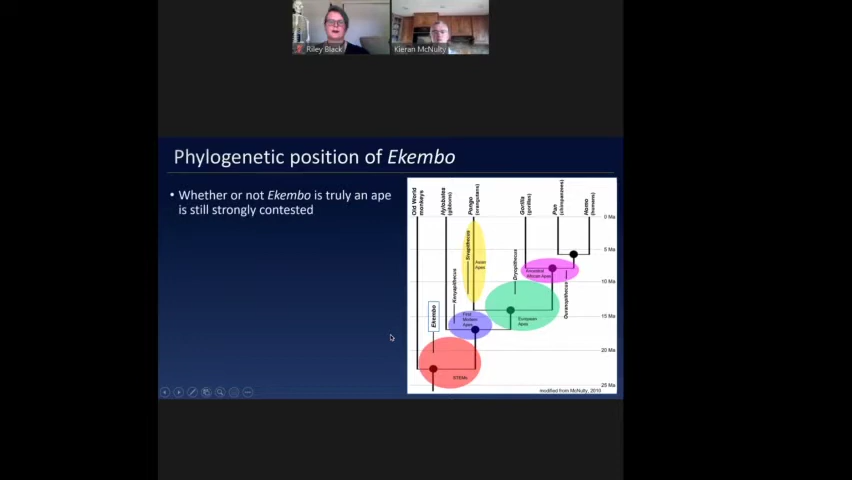 Riley Black
Kieran McNulty
Phylogenetic position of Ekembo
• Whether or not Ekembo is truly an ape
is still strongly contested
Old World
monkeys
Hylobates
(gibbons)
Pongo
(orangutans)
Gorilla
(gorillas)
Pan
(chimpanzees)
Homo
(humans)
0 Ma
5 Ma
10 Ma
15 Ma
20 Ma
25 Ma
Sivapithecus
Asian
Apes
Kenyapithecus
Dryopithecus
Ancestral
African Apes
Ouranopithecus
Ekembo
First
Modern
Apes
European
Apes
STEMs
modified from McNulty, 2010